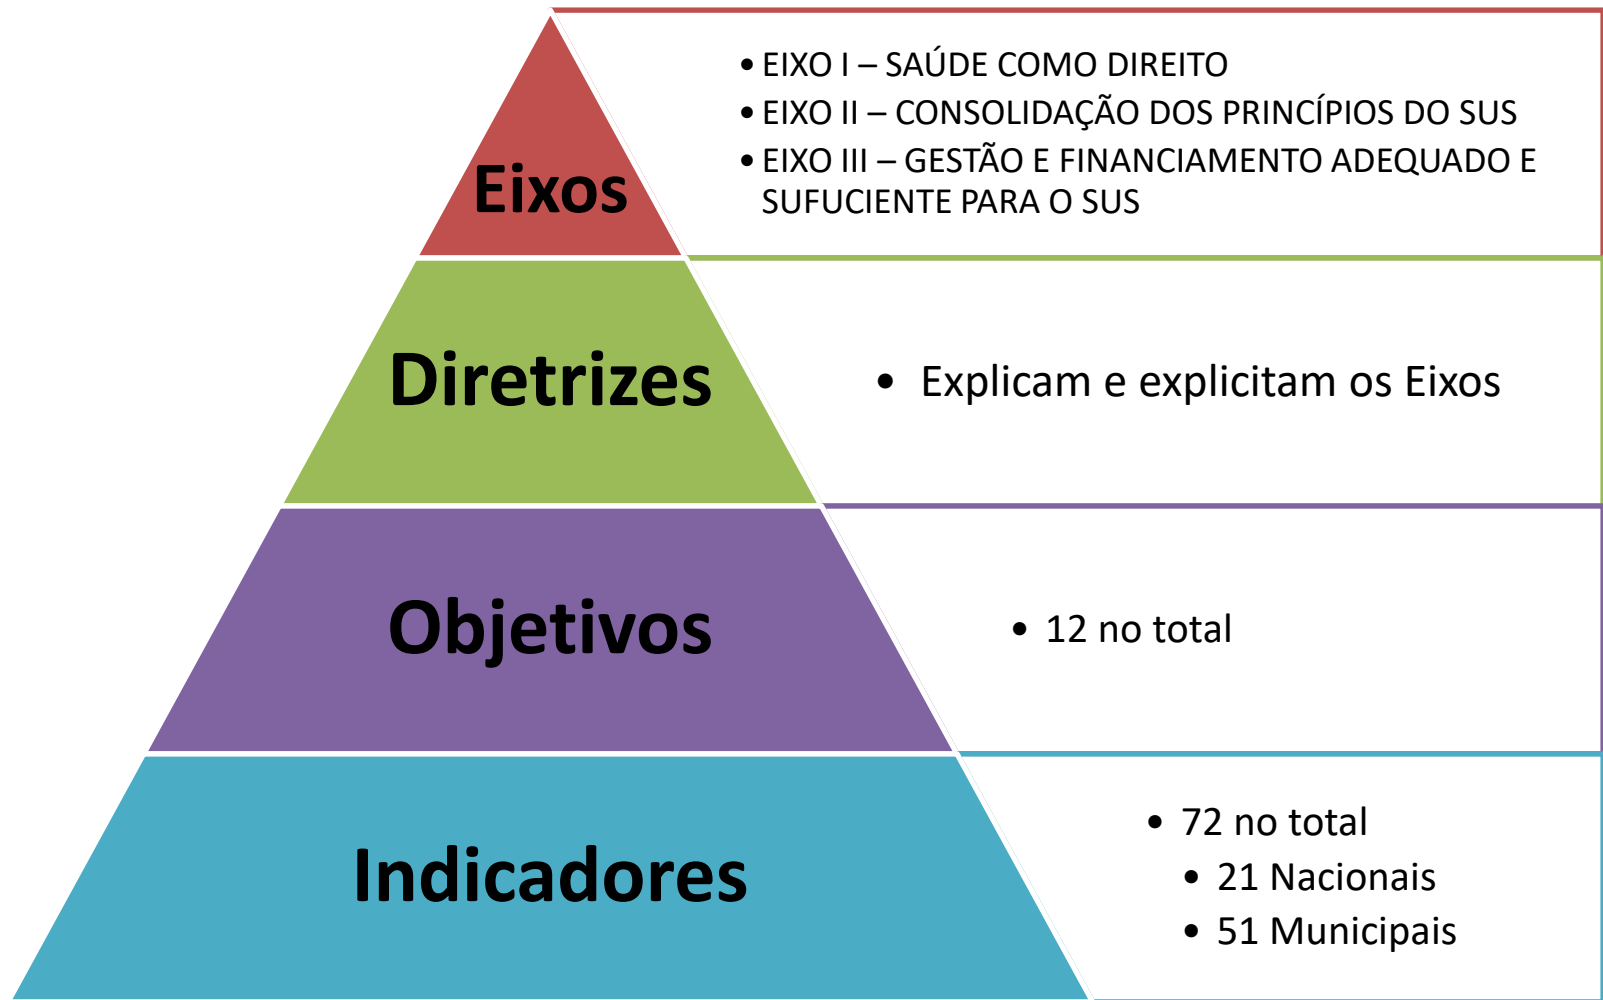 Eixos
• EIXO I – SAÚDE COMO DIREITO
• EIXO II – CONSOLIDAÇÃO DOS PRINCÍPIOS DO SUS
• EIXO III – GESTÃO E FINANCIAMENTO ADEQUADO E
SUFUCIENTE PARA O SUS
Diretrizes
• Explicam e explicitam os Eixos
Objetivos
• 12 no total
Indicadores
• 72 no total
• 21 Nacionais
• 51 Municipais